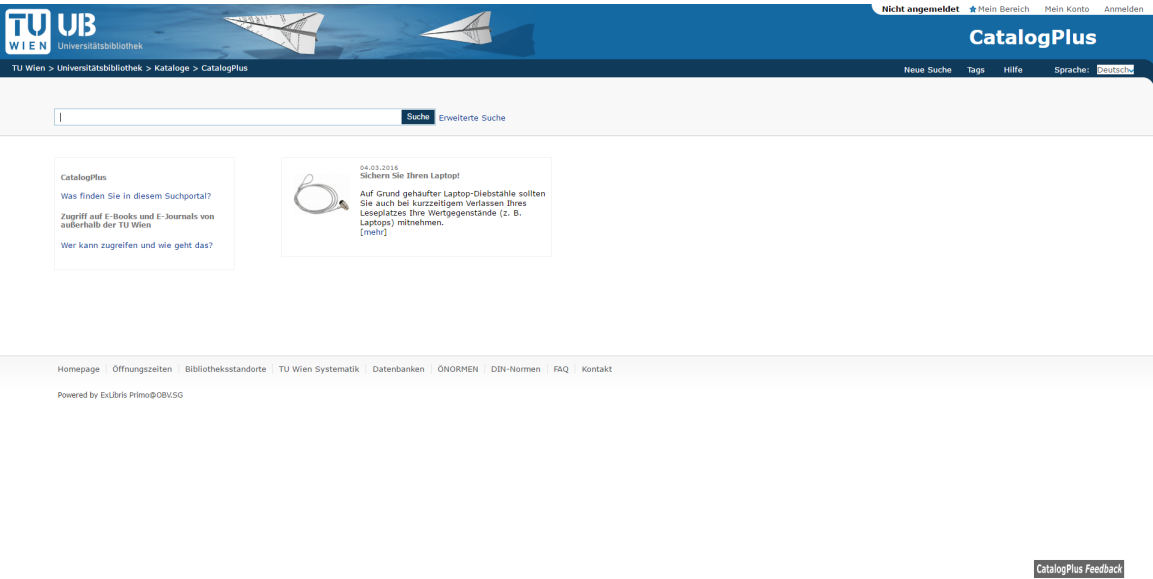 Nicht angemeldet Mein Bereich Mein Konto Anmelden
TU UB
WIEN Universitätsbibliothek
CatalogPlus
TU Wien > Universitätsbibliothek > Kataloge > CatalogPlus
Neue Suche Tags Hilfe Sprache: Deutsch
Suche Erweiterte Suche
CatalogPlus
Was finden Sie in diesem Suchportal?
Zugriff auf E-Books und E-Journals von
außerhalb der TU Wien
Wer kann zugreifen und wie geht das?
04.03.2016
Sichern Sie Ihren Laptop!
Auf Grund gehäufter Laptop-Diebstähle sollten
Sie auch bei kurzzeitigem Verlassen Ihres
Leseplatzes Ihre Wertgegenstände (z. B.
Laptops) mitnehmen.
[mehr]
Homepage Öffnungszeiten Bibliotheksstandorte TU Wien Systematik Datenbanken ÖNORMEN DIN-Normen FAQ Kontakt
Powered by ExLibris Primo@OBV.SG
CatalogPlus Feedback